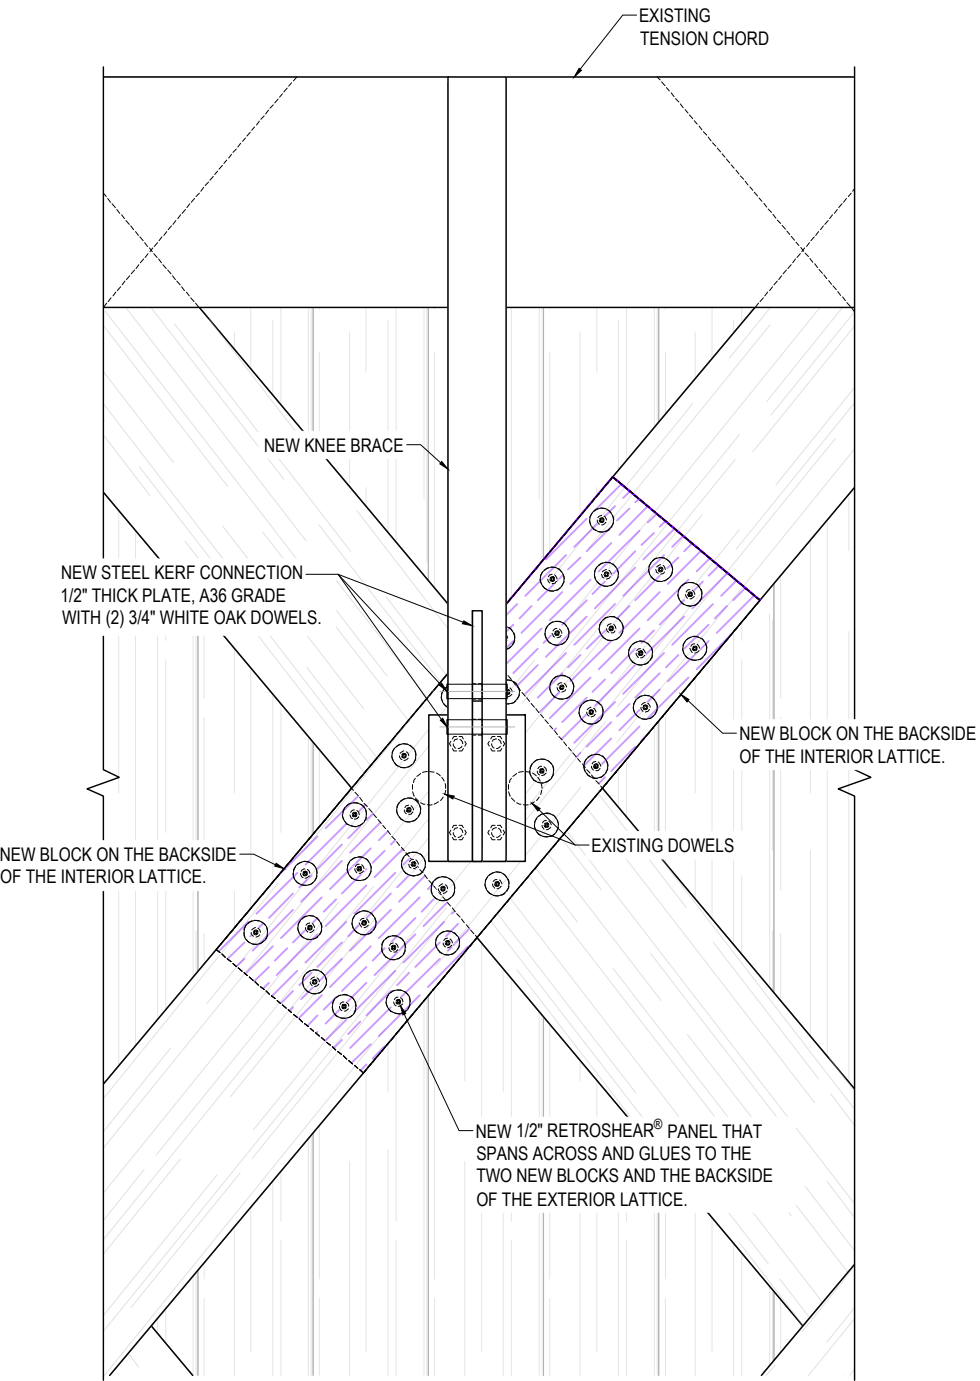 EXISTING
TENSION CHORD
NEW KNEE BRACE
NEW STEEL KERF CONNECTION
1/2" THICK PLATE, A36 GRADE
WITH (2) 3/4" WHITE OAK DOWELS.
NEW BLOCK ON THE BACKSIDE
OF THE INTERIOR LATTICE.
EXISTING DOWELS
NEW BLOCK ON THE BACKSIDE
OF THE INTERIOR LATTICE.
NEW 1/2" RETROSHEAR® PANEL THAT
SPANS ACROSS AND GLUES TO THE
TWO NEW BLOCKS AND THE BACKSIDE
OF THE EXTERIOR LATTICE.